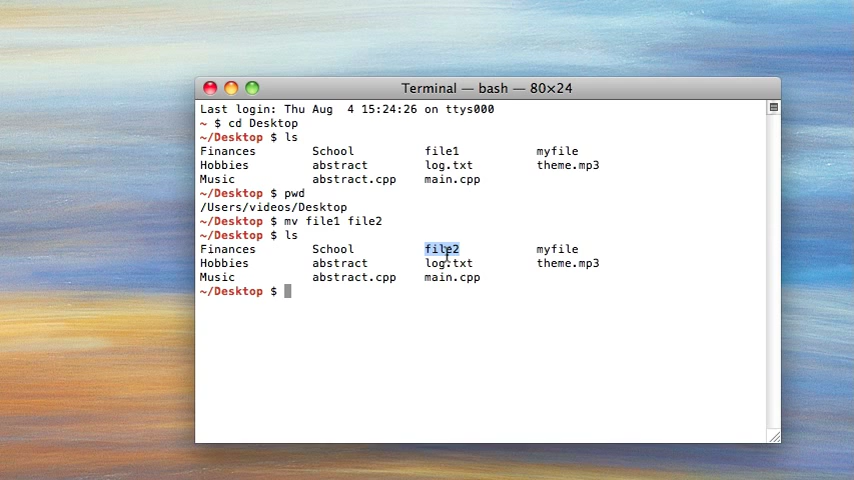 Terminal — bash — 80×24
Last login: Thu Aug  4 15:24:26 on ttys000
~ $ cd Desktop
~/Desktop $ ls
Finances        School          file1           myfile
Hobbies         abstract        log.txt         theme.mp3
Music           abstract.cpp    main.cpp
~/Desktop $ pwd
/Users/videos/Desktop
~/Desktop $ mv file1 file2
~/Desktop $ ls
Finances        School          file2           myfile
Hobbies         abstract        log.txt         theme.mp3
Music           abstract.cpp    main.cpp
~/Desktop $